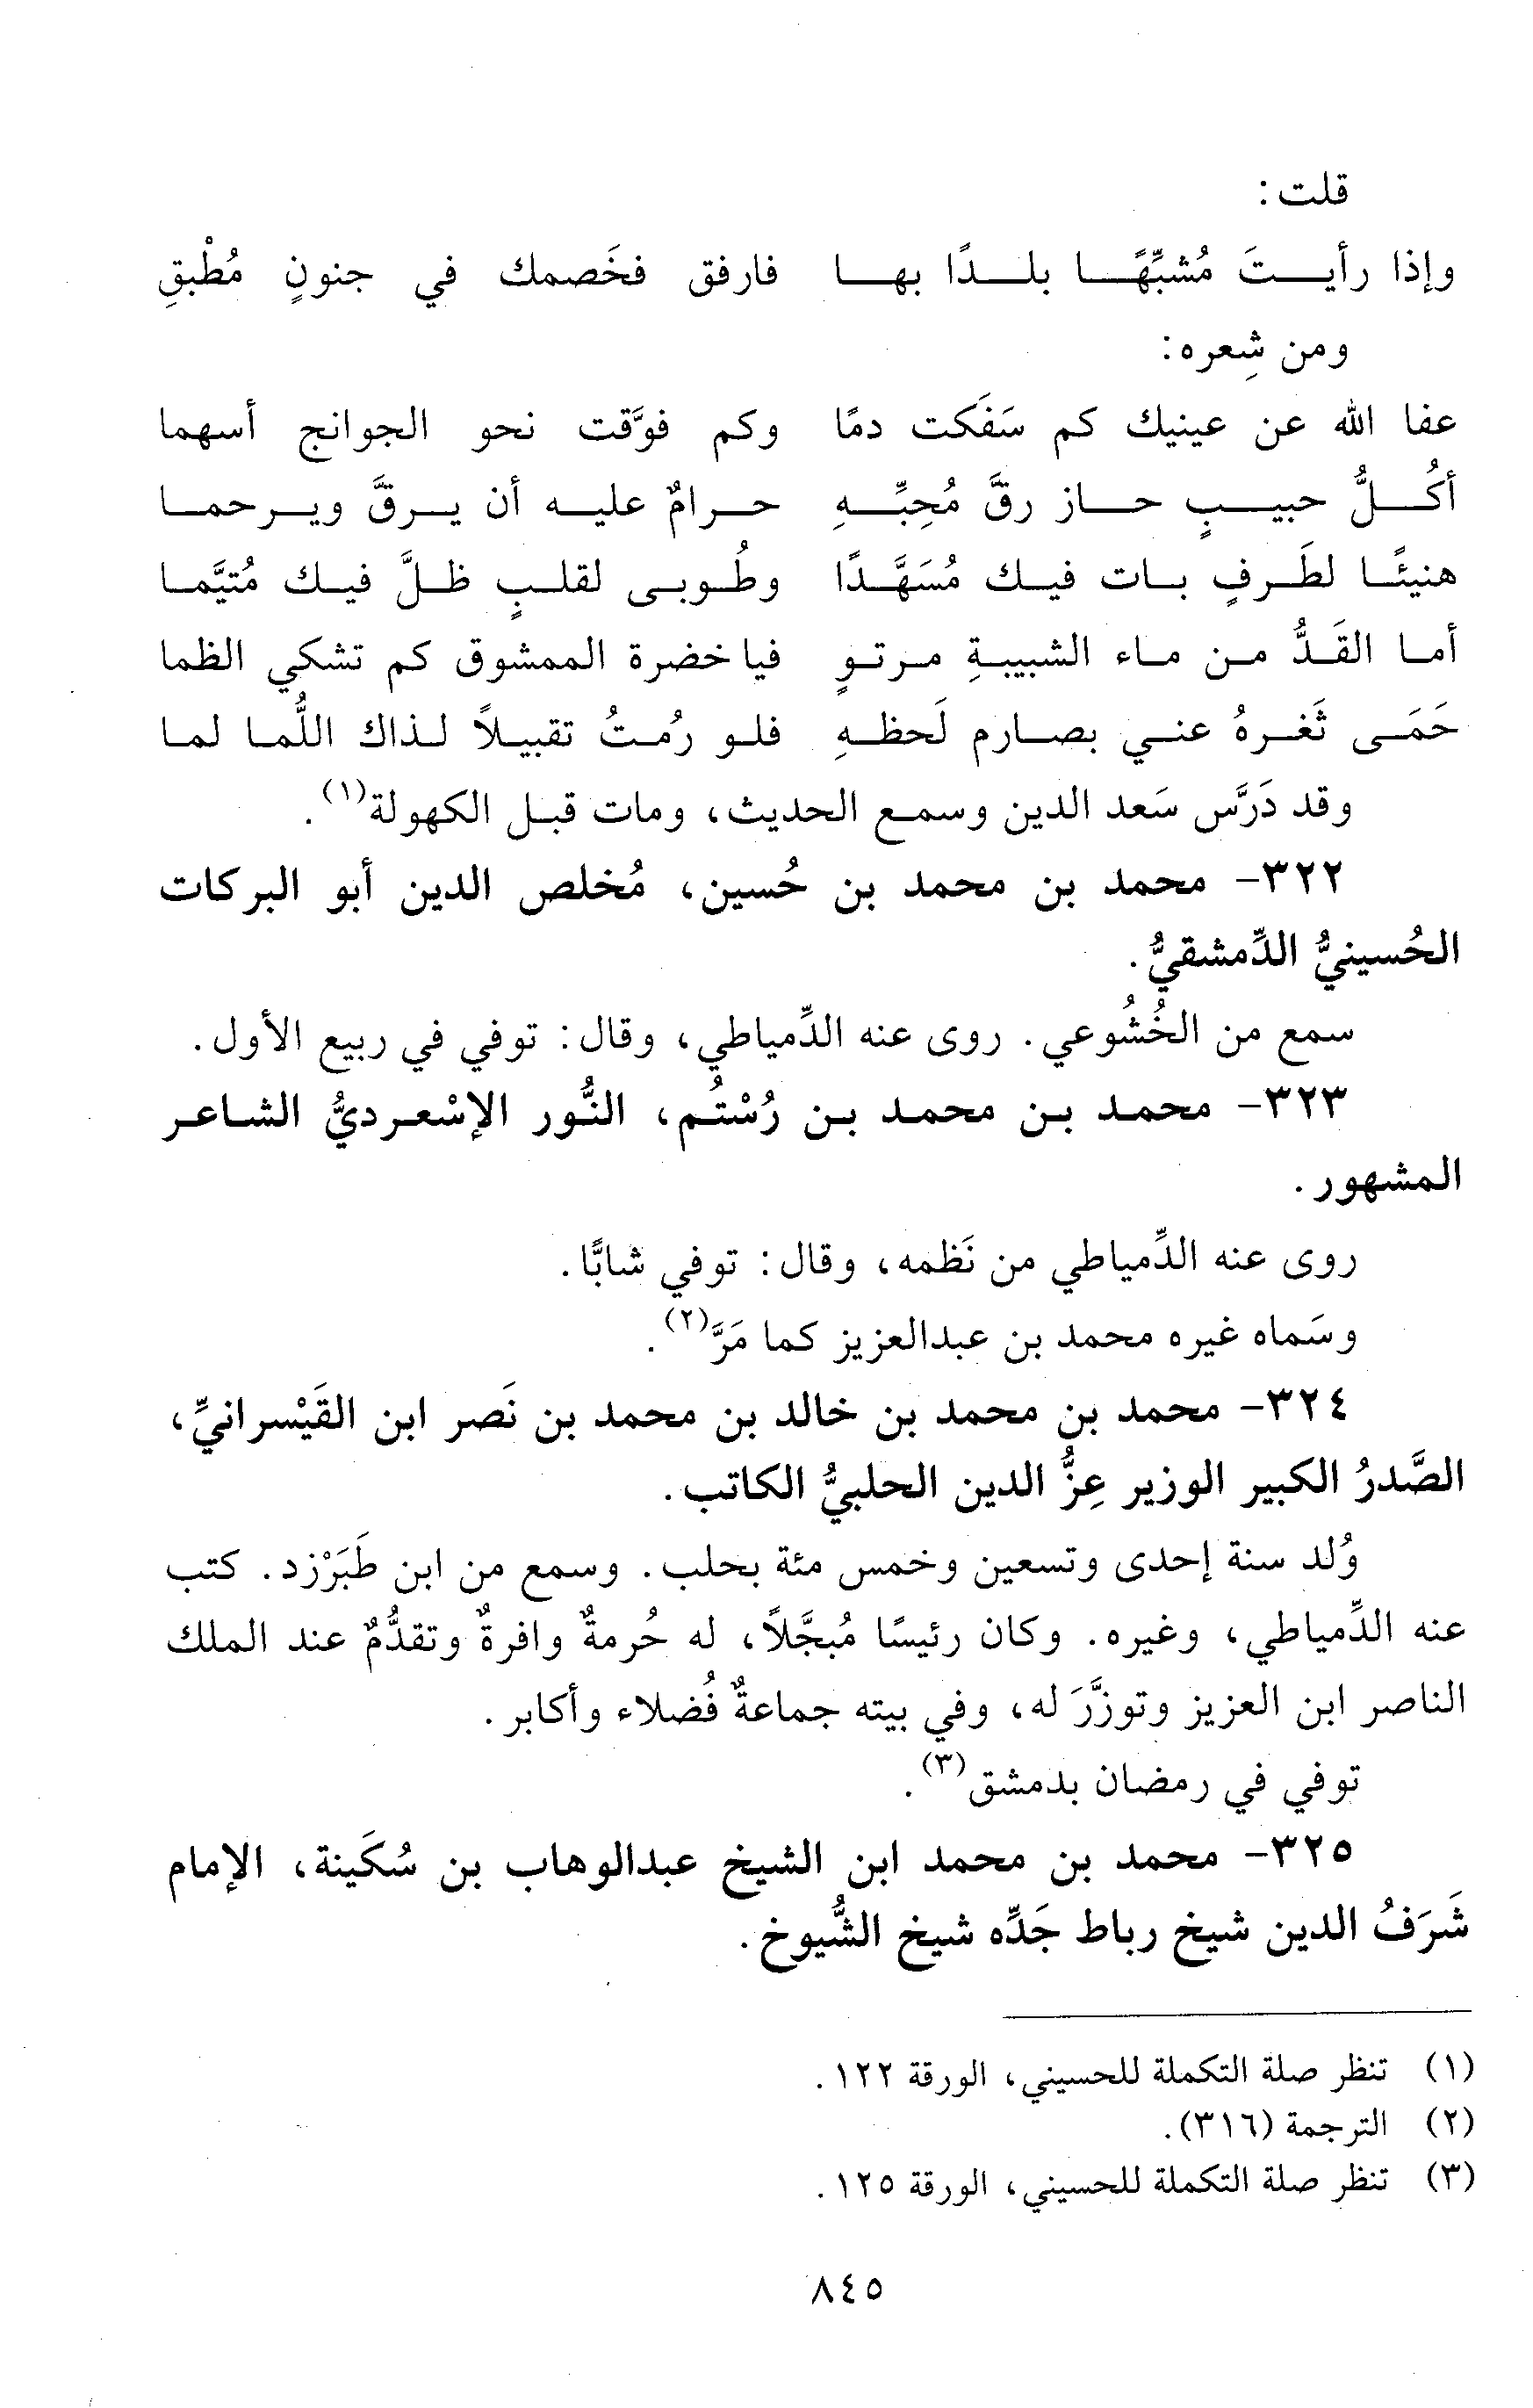 قلت :
وإذا رأيت مُشبِّهًا بلدًا بها فارفق فخَصمك في جنونٍ مُطْبقِ
ومن شِعره :
عفا الله عن عينيك كم سَفَكت دمًا وكم فوَّقت نحو الجوانح أسهما
أكُلُّ حبيبٍ حاز رقَّ مُحِبِّهِ حرامٌ عليه أن يرقَّ ويرحما
هنيئًا لطَرفٍ بات فيك مُسَهَّدًا وطُوبى لقلبٍ ظلَّ فيك مُتيَّما
أما القَدُّ من ماء الشبيبةِ مرتوٍ فيا خضرة الممشوق كم تشكي الظما
حَمَى ثَغرهُ عني بصارم لَحظهِ فلو رُمتُ تقبيلاً لذاك اللُّما لما
وقد دَرَّس سَعد الدين وسمع الحديث، ومات قبل الكهولة(١) .
٣٢٢- محمد بن محمد بن حُسين، مُخلص الدين أبو البركات
الحُسينيُّ الدِّمشقيُّ .
سمع من الخُشُوعي . روى عنه الدِّمياطي، وقال : توفي في ربيع الأول .
٣٢٣- محمد بن محمد بن رُسْتُم، النُّور الإسْعرديُّ الشاعر
المشهور .
روى عنه الدِّمياطي من نَظمه، وقال : توفي شابًّا .
وسَماه غيره محمد بن عبدالعزيز كما مَرَّ(٢) .
٣٢٤- محمد بن محمد بن خالد بن محمد بن نَصر ابن القَيْسرانيِّ،
الصَّدرُ الكبير الوزير عِزُّ الدين الحلبيُّ الكاتب .
وُلد سنة إحدى وتسعين وخمس مئة بحلب . وسمع من ابن طَبَرْزد . كتب
عنه الدِّمياطي، وغيره . وكان رئيسًا مُبجَّلاً، له حُرمةٌ وافرةٌ وتقدُّمٌ عند الملك
الناصر ابن العزيز وتوزَّرَ له، وفي بيته جماعةٌ فُضلاء وأكابر .
توفي في رمضان بدمشق(٣) .
٣٢٥- محمد بن محمد ابن الشيخ عبدالوهاب بن سُكَينة، الإمام
شَرَفُ الدين شيخ رباط جَدِّه شيخ الشُّيوخ .
(١) تنظر صلة التكملة للحسيني، الورقة ١٢٢ .
(٢) الترجمة (٣١٦) .
(٣) تنظر صلة التكملة للحسيني، الورقة ١٢٥ .
٨٤٥